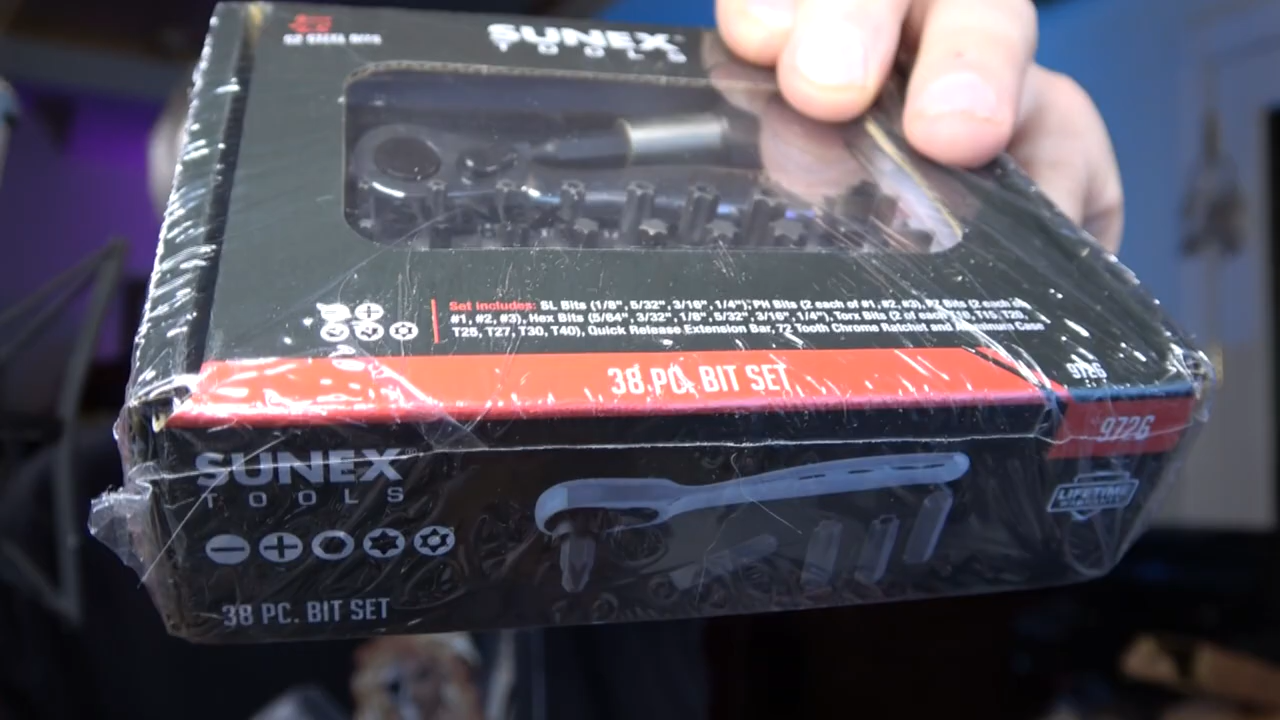 S2 STEEL BITS
SUNEX
TOOLS
Set includes: SL Bits (1/8", 5/32", 3/16", 1/4"), PH Bits (2 each of #1, #2, #3), PZ Bits (2 each of
#1, #2, #3), Hex Bits (5/64", 3/32", 1/8", 5/32", 3/16", 1/4"), Torx Bits (2 of each T10, T15, T20
T25, T27, T30, T40), Quick Release Extension Bar, 72 Tooth Chrome Ratchet and Aluminum Case
38 PC. BIT SET
9726
9726
SUNEX®
TOOLS
LIFETIME
38 PC. BIT SET